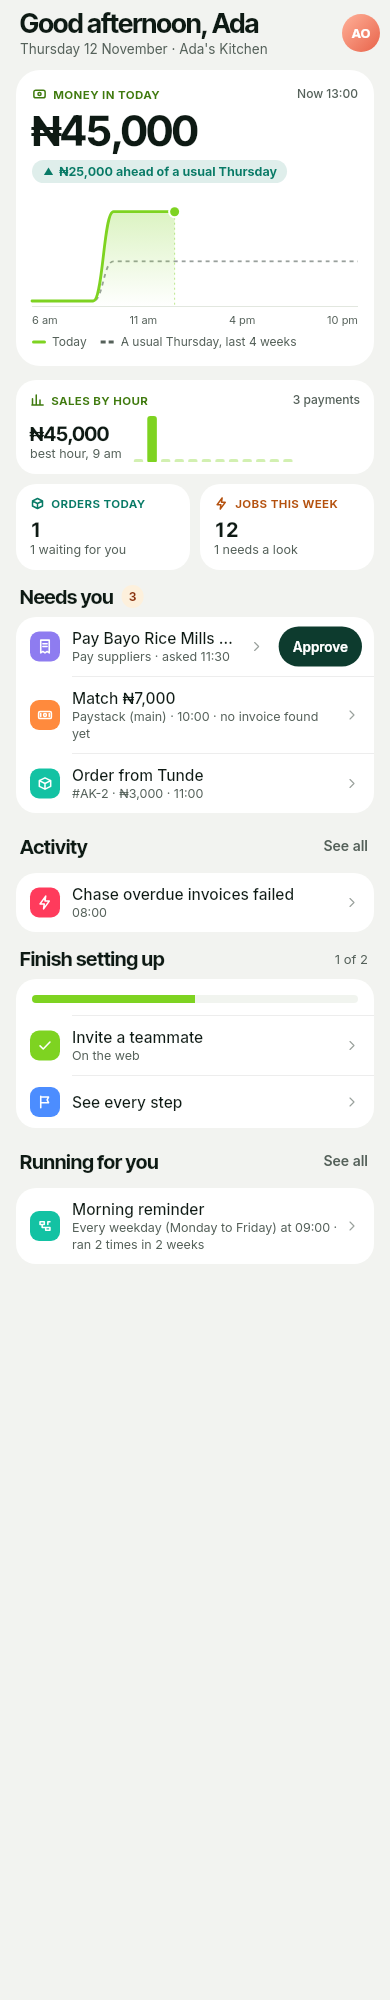 Good afternoon, Ada
Thursday 12 November · Ada's Kitchen
AO
MONEY IN TODAY
Now 13:00
₦45,000
▲ ₦25,000 ahead of a usual Thursday
6 am
11 am
4 pm
10 pm
Today
A usual Thursday, last 4 weeks
SALES BY HOUR
3 payments
₦45,000
best hour, 9 am
ORDERS TODAY
1
1 waiting for you
JOBS THIS WEEK
12
1 needs a look
Needs you 3
Pay Bayo Rice Mills ...
Pay suppliers · asked 11:30
Approve
Match ₦7,000
Paystack (main) · 10:00 · no invoice found
yet
Order from Tunde
#AK-2 · ₦3,000 · 11:00
Activity
See all
Chase overdue invoices failed
08:00
Finish setting up
1 of 2
Invite a teammate
On the web
See every step
Running for you
See all
Morning reminder
Every weekday (Monday to Friday) at 09:00 ·
ran 2 times in 2 weeks